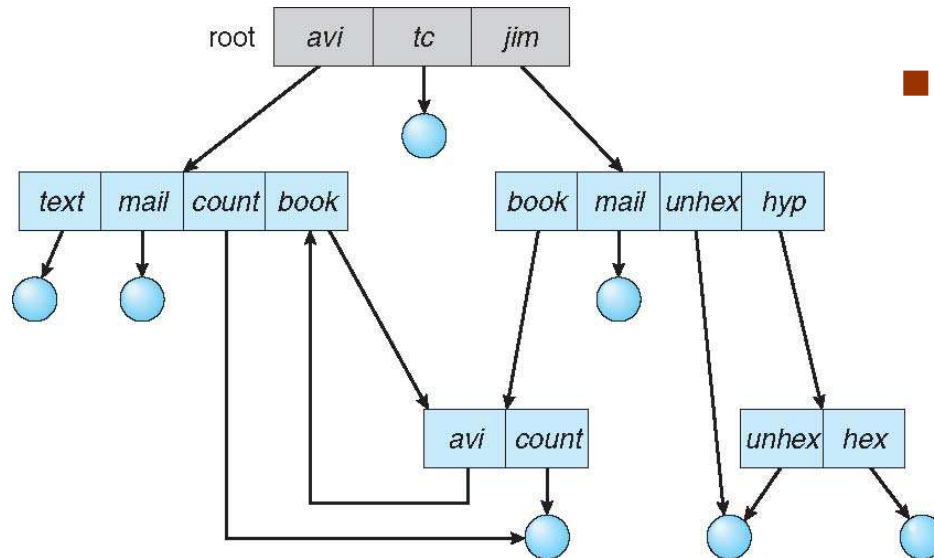 root avi tc jim
text mail count book
book mail unhex hyp
avi count
unhex hex